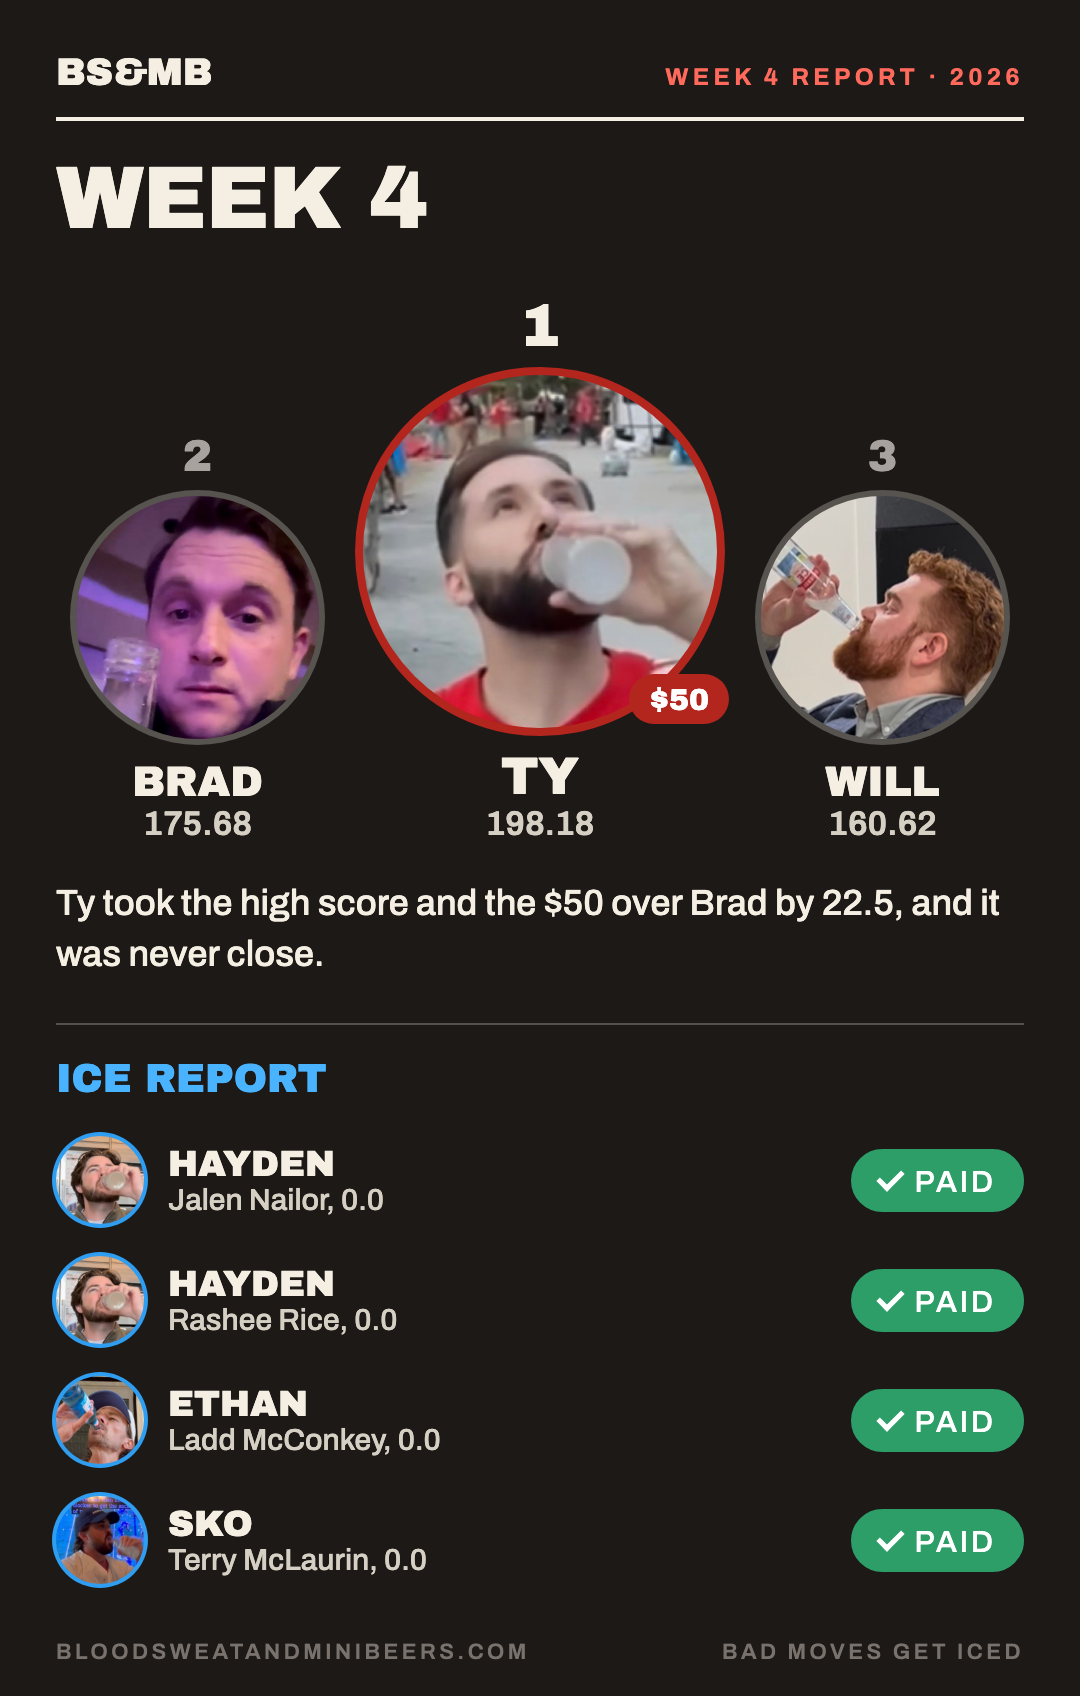 BS&MB
WEEK 4 REPORT · 2026
WEEK 4
1
2
3
$50
BRAD
175.68
TY
198.18
WILL
160.62
Ty took the high score and the $50 over Brad by 22.5, and it
was never close.
ICE REPORT
HAYDEN
Jalen Nailor, 0.0
✓ PAID
HAYDEN
Rashee Rice, 0.0
✓ PAID
ETHAN
Ladd McConkey, 0.0
✓ PAID
SKO
Terry McLaurin, 0.0
✓ PAID
BLOODSWEATANDMINIBEERS.COM
BAD MOVES GET ICED